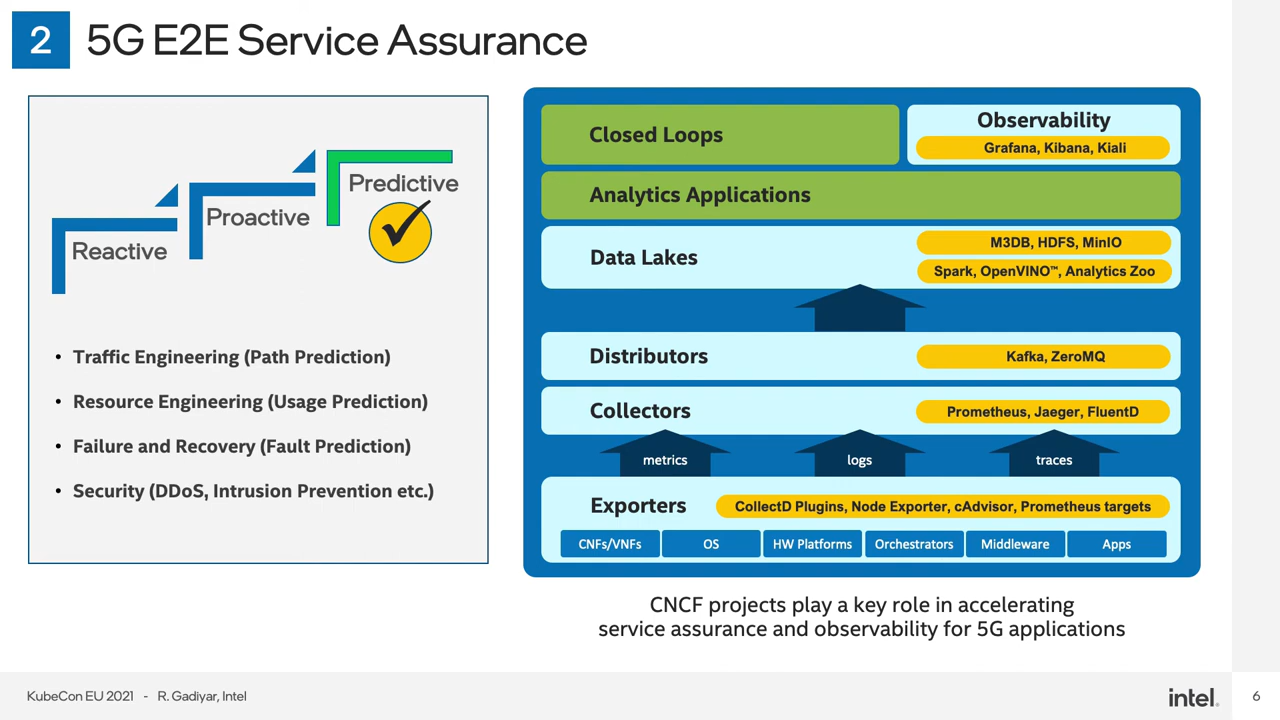 2
5G E2E Service Assurance
Reactive
Proactive
Predictive
• Traffic Engineering (Path Prediction)
• Resource Engineering (Usage Prediction)
• Failure and Recovery (Fault Prediction)
• Security (DDoS, Intrusion Prevention etc.)
Closed Loops
Observability
Grafana, Kibana, Kiali
Analytics Applications
Data Lakes
M3DB, HDFS, MinIO
Spark, OpenVINO™, Analytics Zoo
Distributors
Kafka, ZeroMQ
Collectors
Prometheus, Jaeger, FluentD
metrics
logs
traces
Exporters
CollectD Plugins, Node Exporter, cAdvisor, Prometheus targets
CNFs/VNFs
OS
HW Platforms
Orchestrators
Middleware
Apps
CNCF projects play a key role in accelerating
service assurance and observability for 5G applications
KubeCon EU 2021 - R. Gadiyar, Intel
intel.
6